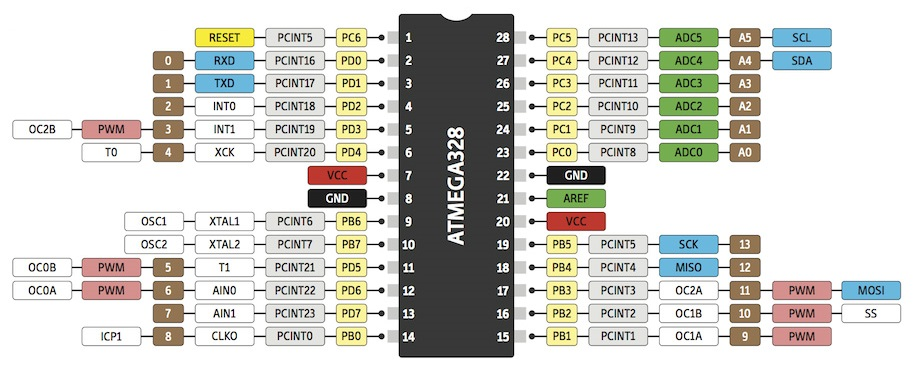 RESET PCINT5 PC6 1 28 PC5 PCINT13 ADC5 A5 SCL
0 RXD PCINT16 PD0 2 27 PC4 PCINT12 ADC4 A4 SDA
1 TXD PCINT17 PD1 3 26 PC3 PCINT11 ADC3 A3
2 INT0 PCINT18 PD2 4 25 PC2 PCINT10 ADC2 A2
OC2B PWM 3 INT1 PCINT19 PD3 5 24 PC1 PCINT9 ADC1 A1
T0 4 XCK PCINT20 PD4 6 23 PC0 PCINT8 ADC0 A0
VCC 7 22 GND
GND 8 21 AREF
OSC1 XTAL1 PCINT6 PB6 9 20 VCC
OSC2 XTAL2 PCINT7 PB7 10 19 PB5 PCINT5 SCK 13
OC0B PWM 5 T1 PCINT21 PD5 11 18 PB4 PCINT4 MISO 12
OC0A PWM 6 AIN0 PCINT22 PD6 12 17 PB3 PCINT3 OC2A 11 PWM MOSI
7 AIN1 PCINT23 PD7 13 16 PB2 PCINT2 OC1B 10 PWM SS
ICP1 8 CLKO PCINT0 PB0 14 15 PB1 PCINT1 OC1A 9 PWM
ATMEGA328